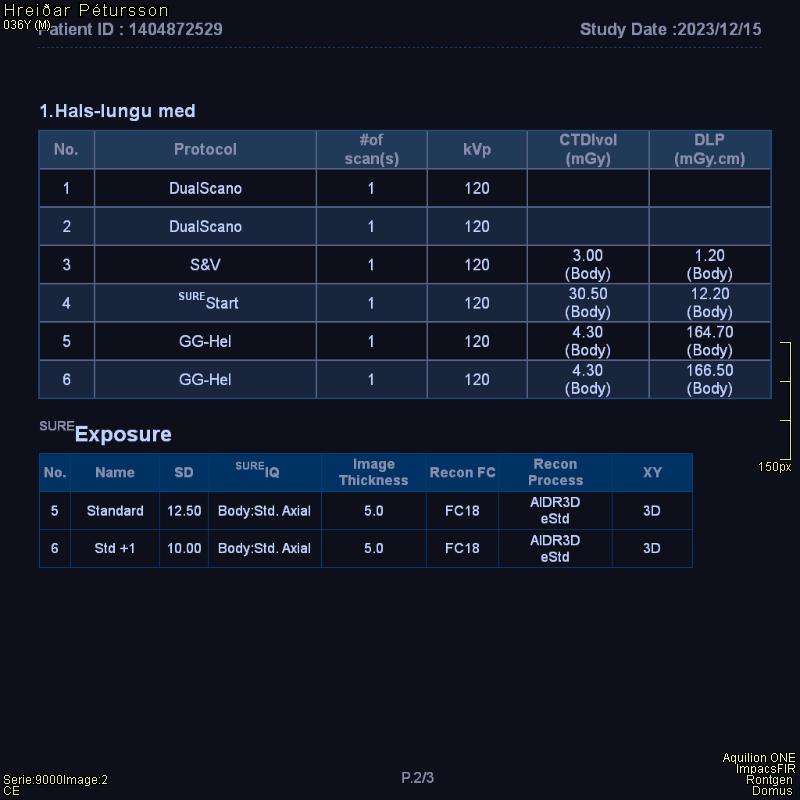 Hreiðar Pétursson
036Y (M)
Patient ID : 1404872529 Study Date :2023/12/15
1.Hals-lungu med
No. Protocol #of scan(s) kVp CTDIvol (mGy) DLP (mGy.cm)
1 DualScano 1 120
2 DualScano 1 120
3 S&V 1 120 3.00 (Body) 1.20 (Body)
4 SUREStart 1 120 30.50 (Body) 12.20 (Body)
5 GG-Hel 1 120 4.30 (Body) 164.70 (Body)
6 GG-Hel 1 120 4.30 (Body) 166.50 (Body)
SUREExposure
No. Name SD SUREIQ Image Thickness Recon FC Recon Process XY
5 Standard 12.50 Body:Std. Axial 5.0 FC18 AIDR3D eStd 3D
6 Std +1 10.00 Body:Std. Axial 5.0 FC18 AIDR3D eStd 3D
150px
P.2/3
Serie:9000Image:2
CE
Aquilion ONE
ImpacsFIR
Rontgen
Domus